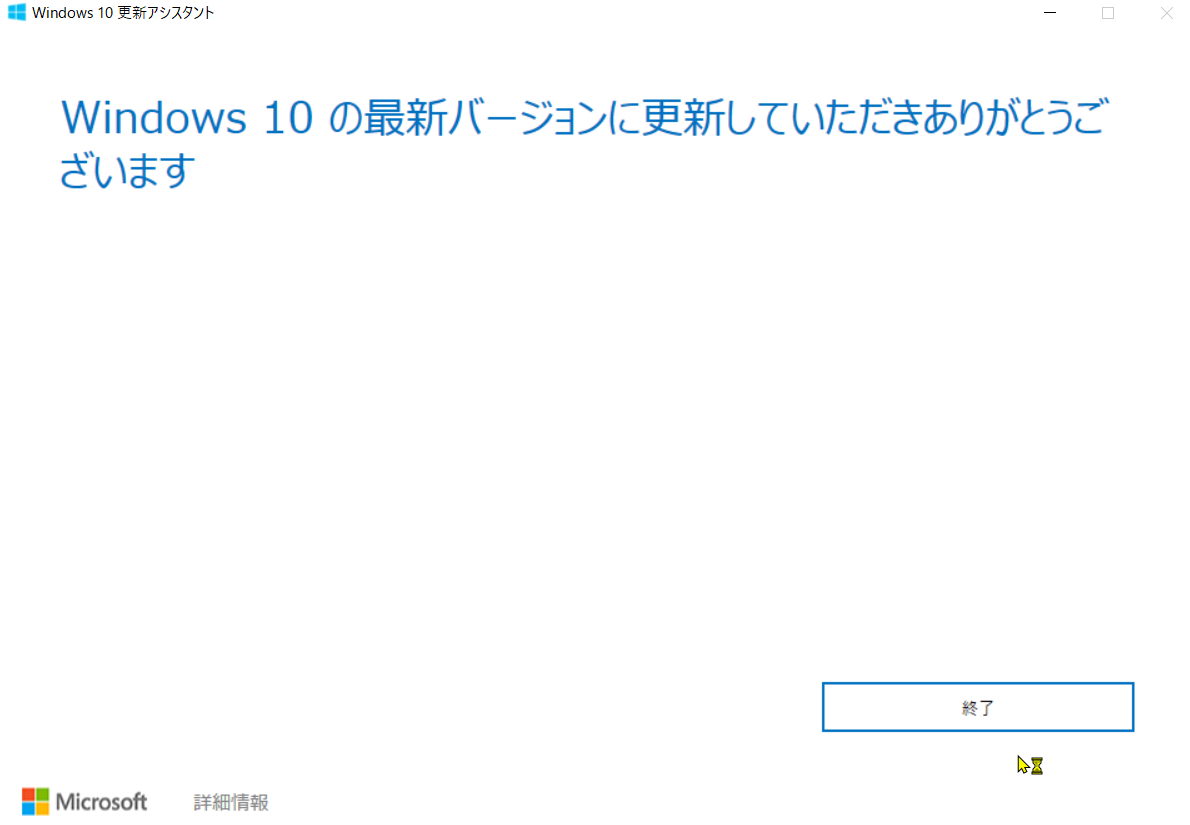 Windows 10 更新アシスタント
Windows 10 の最新バージョンに更新していただきありがとうご
ざいます
終了
Microsoft 詳細情報